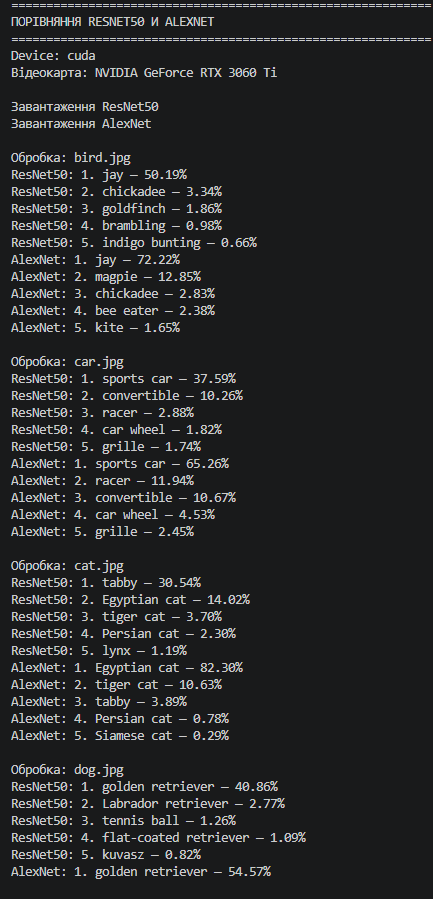 ============================================================
ПОРІВНЯННЯ RESNET50 И ALEXNET
============================================================
Device: cuda
Відеокарта: NVIDIA GeForce RTX 3060 Ti
Завантаження ResNet50
Завантаження AlexNet
Обробка: bird.jpg
ResNet50: 1. jay — 50.19%
ResNet50: 2. chickadee — 3.34%
ResNet50: 3. goldfinch — 1.86%
ResNet50: 4. brambling — 0.98%
ResNet50: 5. indigo bunting — 0.66%
AlexNet: 1. jay — 72.22%
AlexNet: 2. magpie — 12.85%
AlexNet: 3. chickadee — 2.83%
AlexNet: 4. bee eater — 2.38%
AlexNet: 5. kite — 1.65%
Обробка: car.jpg
ResNet50: 1. sports car — 37.59%
ResNet50: 2. convertible — 10.26%
ResNet50: 3. racer — 2.88%
ResNet50: 4. car wheel — 1.82%
ResNet50: 5. grille — 1.74%
AlexNet: 1. sports car — 65.26%
AlexNet: 2. racer — 11.94%
AlexNet: 3. convertible — 10.67%
AlexNet: 4. car wheel — 4.53%
AlexNet: 5. grille — 2.45%
Обробка: cat.jpg
ResNet50: 1. tabby — 30.54%
ResNet50: 2. Egyptian cat — 14.02%
ResNet50: 3. tiger cat — 3.70%
ResNet50: 4. Persian cat — 2.30%
ResNet50: 5. lynx — 1.19%
AlexNet: 1. Egyptian cat — 82.30%
AlexNet: 2. tiger cat — 10.63%
AlexNet: 3. tabby — 3.89%
AlexNet: 4. Persian cat — 0.78%
AlexNet: 5. Siamese cat — 0.29%
Обробка: dog.jpg
ResNet50: 1. golden retriever — 40.86%
ResNet50: 2. Labrador retriever — 2.77%
ResNet50: 3. tennis ball — 1.26%
ResNet50: 4. flat-coated retriever — 1.09%
ResNet50: 5. kuvasz — 0.82%
AlexNet: 1. golden retriever — 54.57%